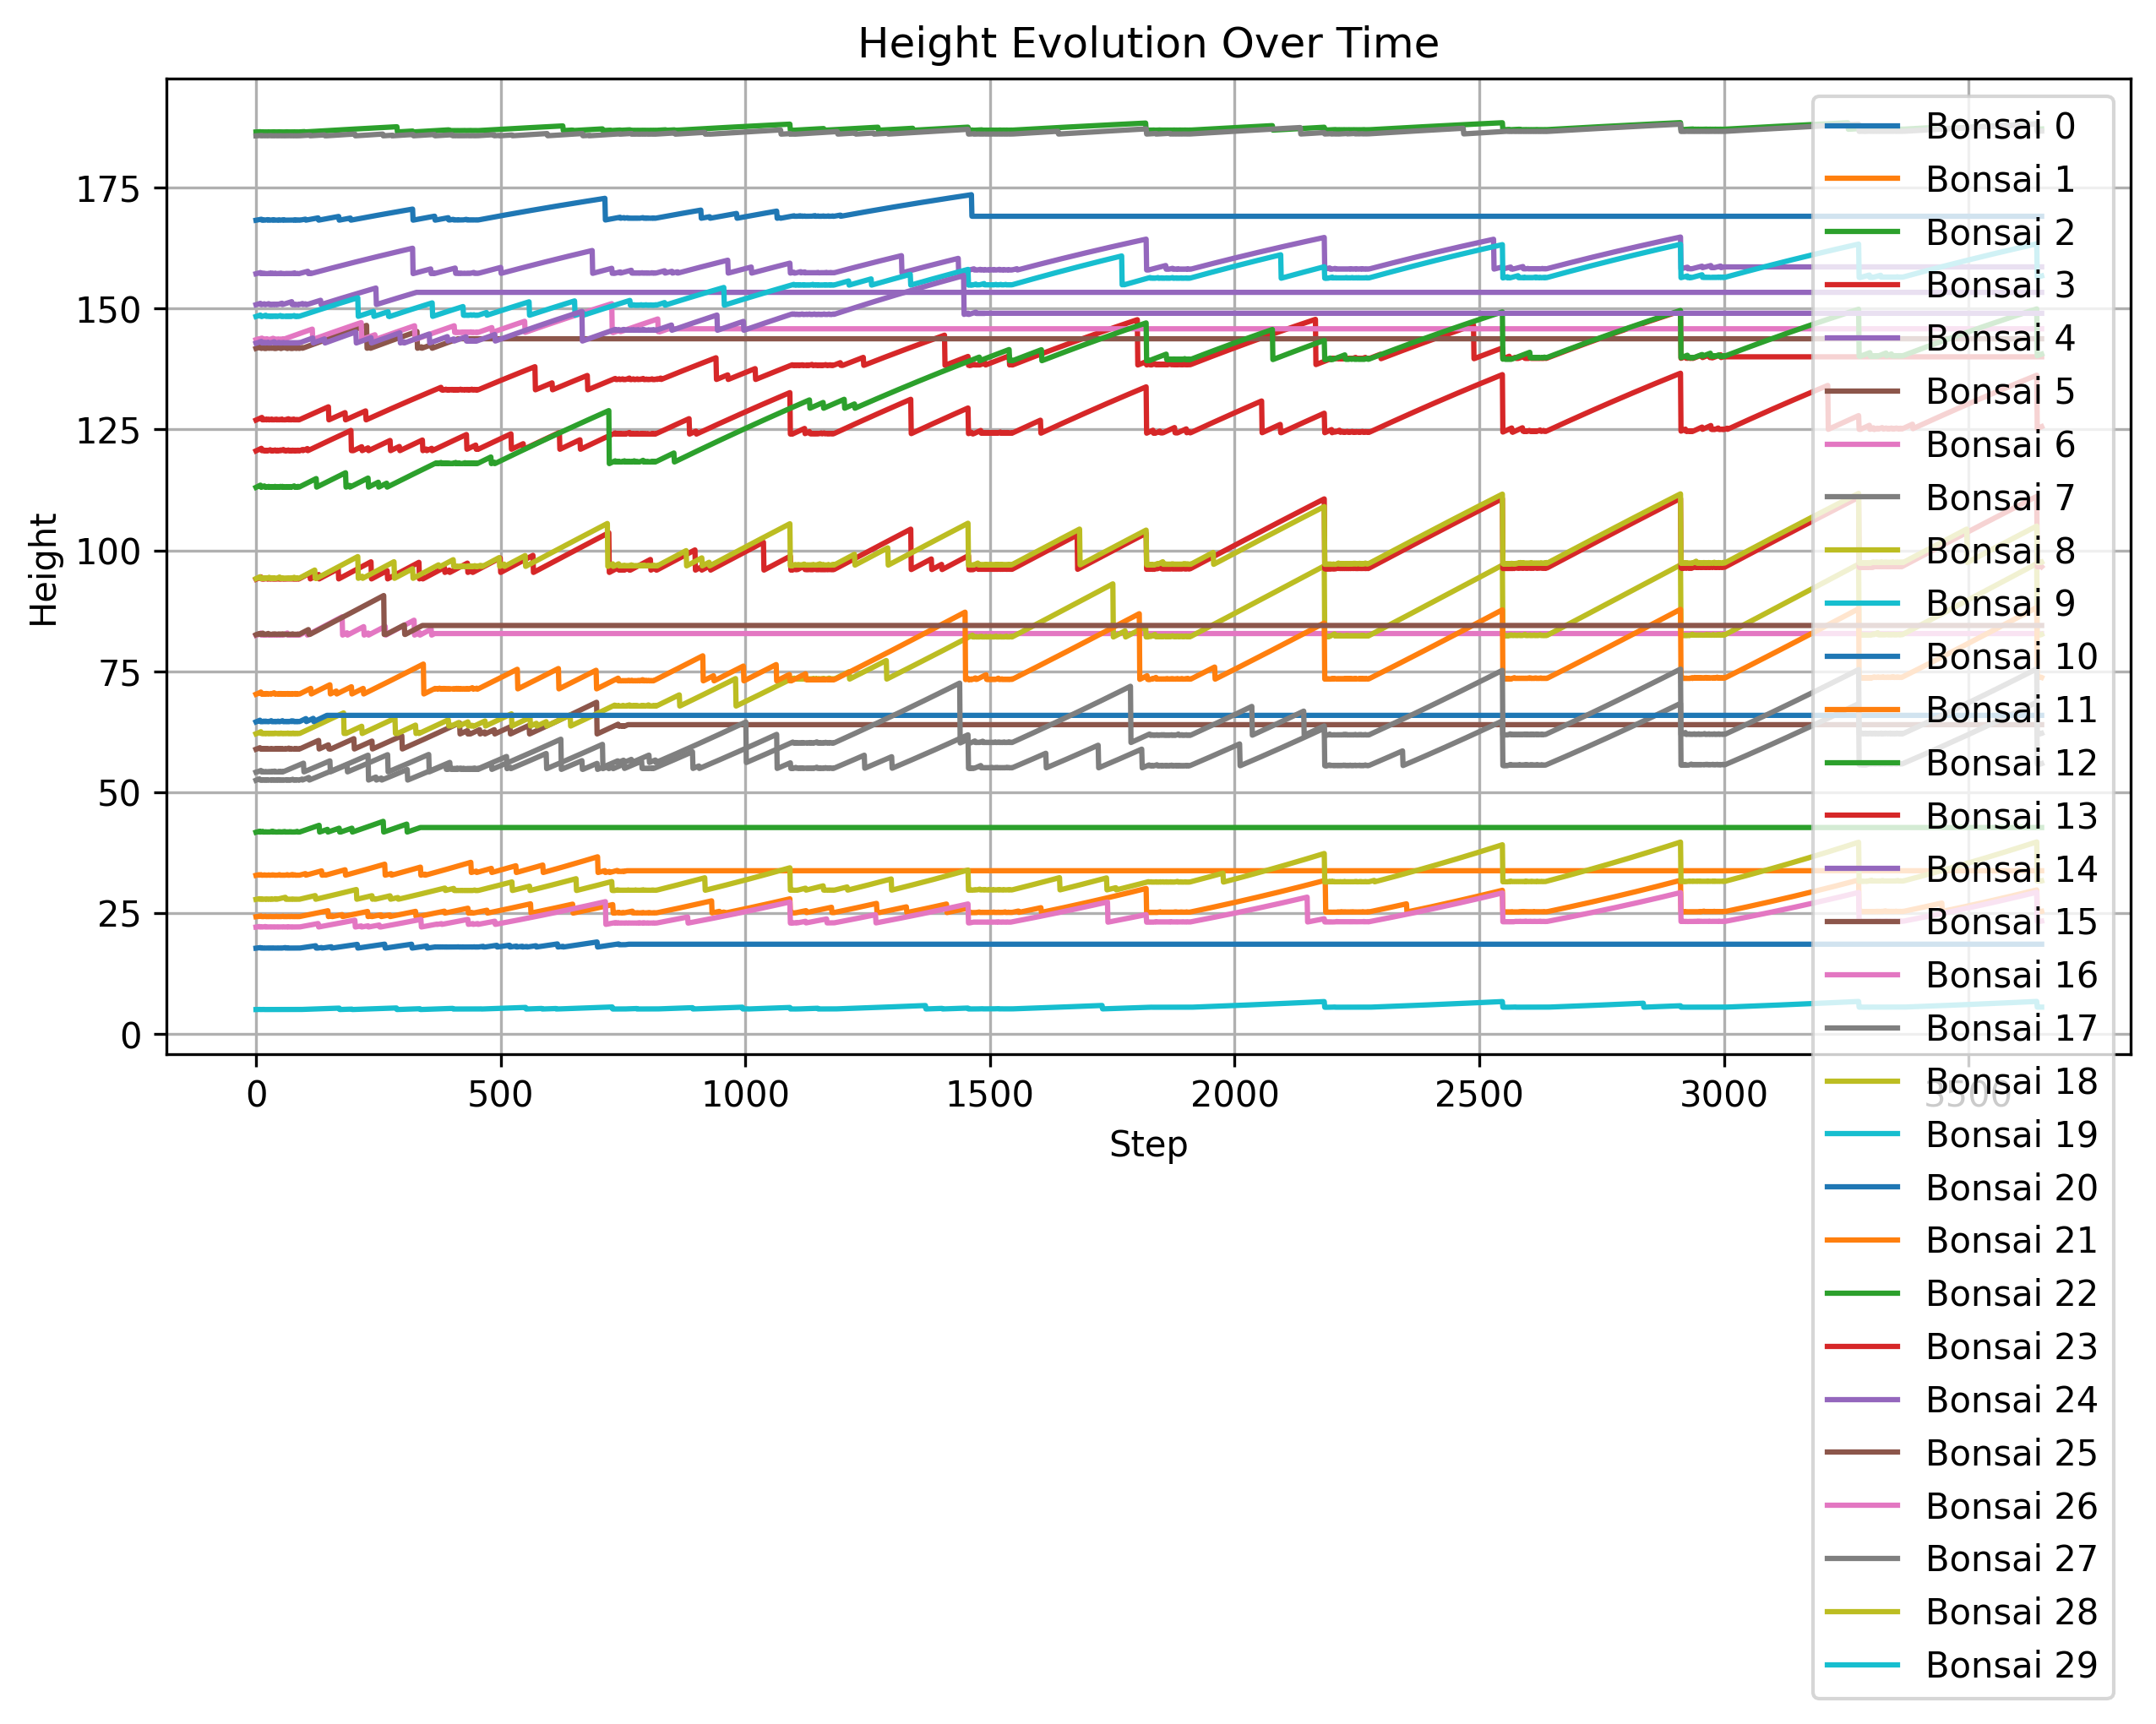 Height Evolution Over Time
Height
175
150
125
100
75
50
25
0
0 500 1000 1500 2000 2500 3000 3500
Step
Bonsai 0
Bonsai 1
Bonsai 2
Bonsai 3
Bonsai 4
Bonsai 5
Bonsai 6
Bonsai 7
Bonsai 8
Bonsai 9
Bonsai 10
Bonsai 11
Bonsai 12
Bonsai 13
Bonsai 14
Bonsai 15
Bonsai 16
Bonsai 17
Bonsai 18
Bonsai 19
Bonsai 20
Bonsai 21
Bonsai 22
Bonsai 23
Bonsai 24
Bonsai 25
Bonsai 26
Bonsai 27
Bonsai 28
Bonsai 29